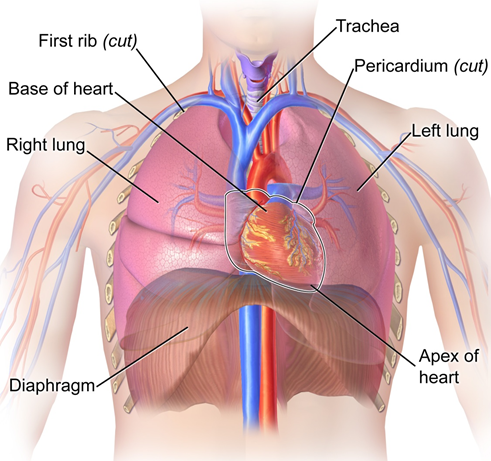 Trachea
First rib (cut)
Pericardium (cut)
Base of heart
Left lung
Right lung
Apex of
heart
Diaphragm